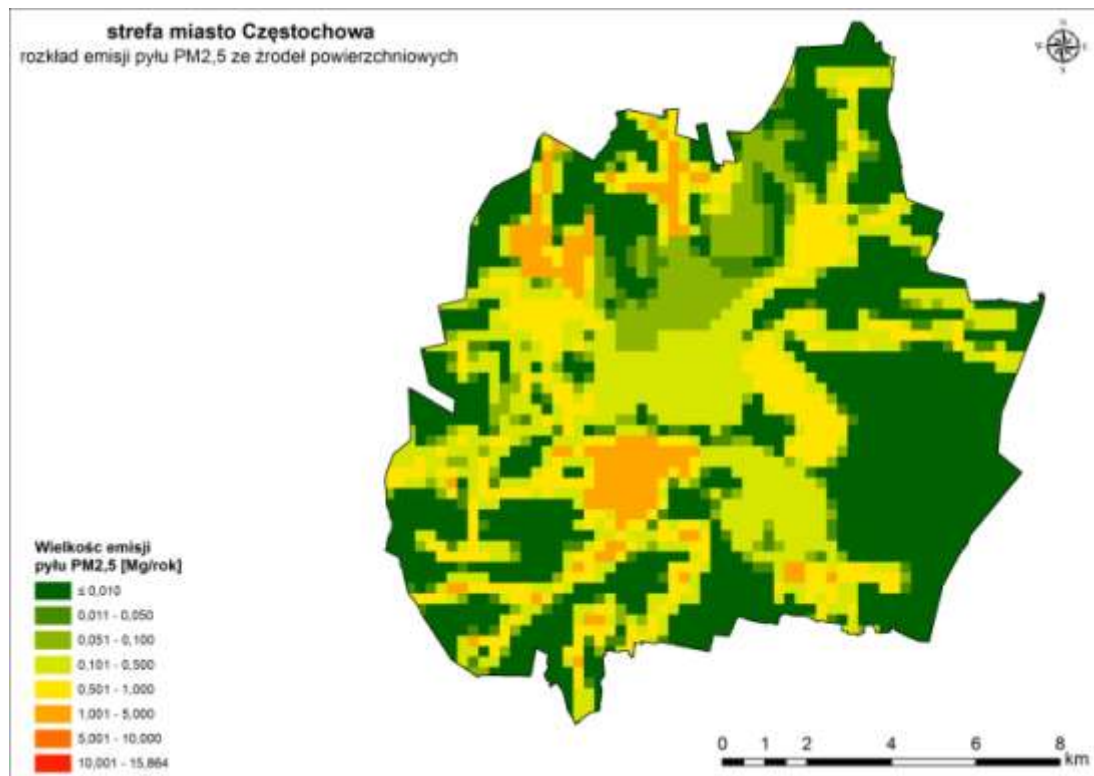 strefa miasto Częstochowa
rozkład emisji pyłu PM2,5 ze źrodeł powierzchniowych
N
E
S
Wielkośc emisji
pyłu PM2,5 [Mg/rok]
≤ 0,010
0,011 - 0,050
0,051 - 0,100
0,101 - 0,500
0,501 - 1,000
1,001 - 5,000
5,001 - 10,000
10,001 - 15,864
0 1 2 4 6 8
km